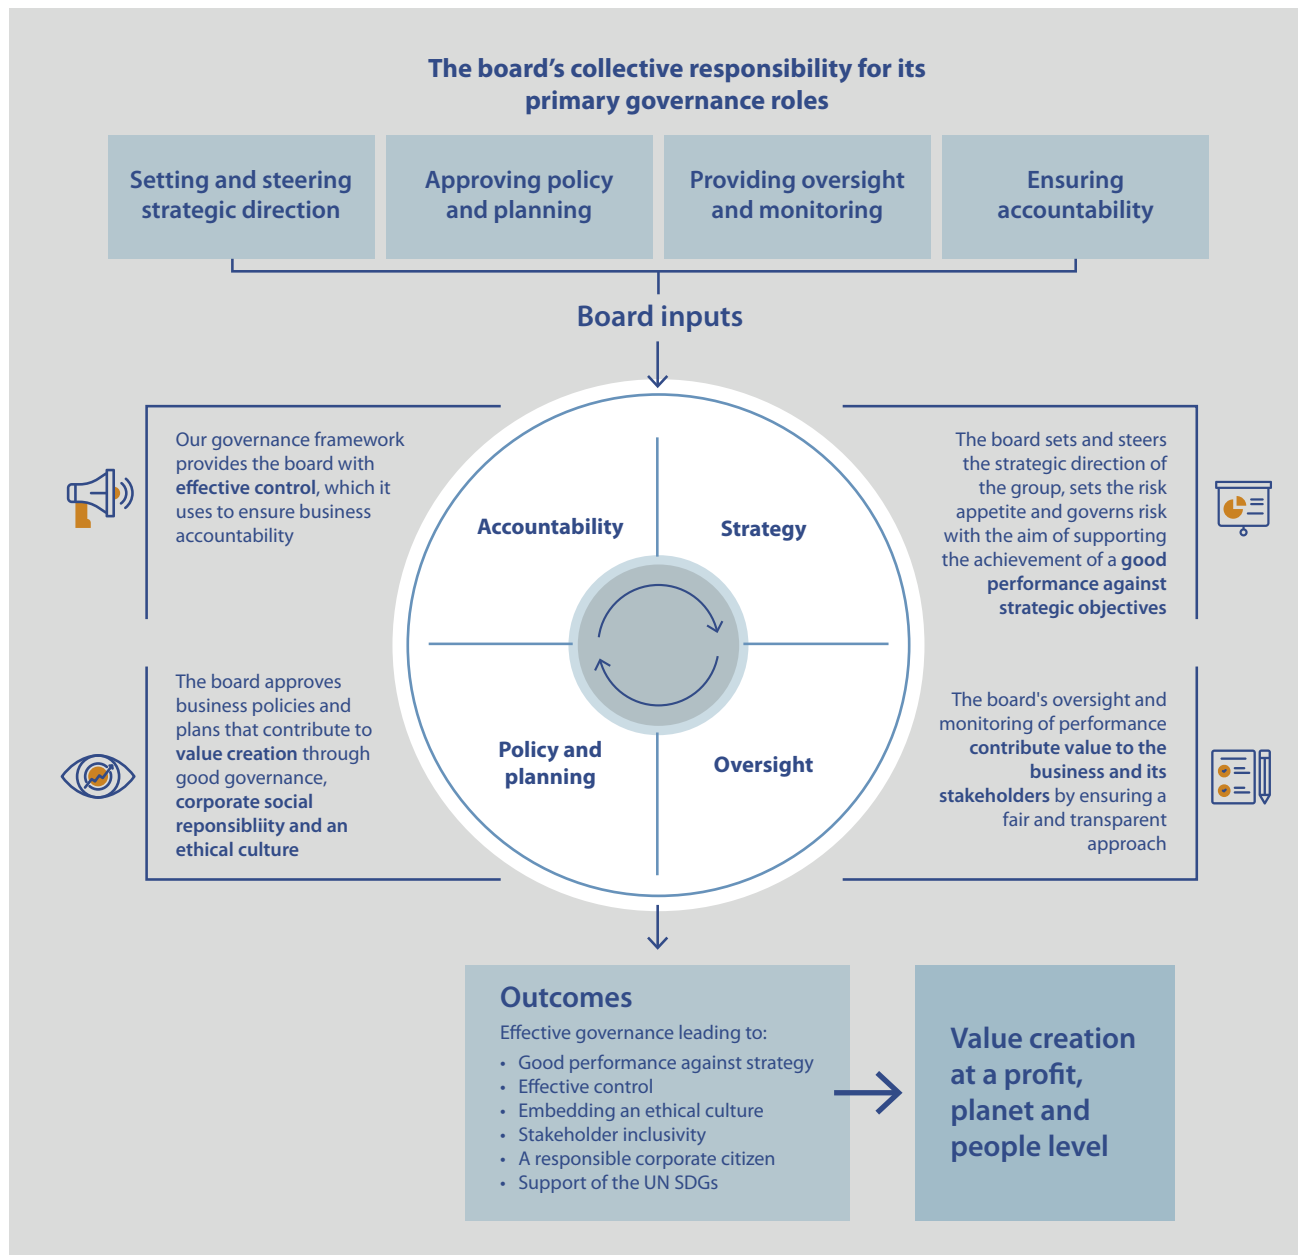 The board’s collective responsibility for its
primary governance roles
Setting and steering
strategic direction
Approving policy
and planning
Providing oversight
and monitoring
Ensuring
accountability
Board inputs
Our governance framework
provides the board with
effective control, which it
uses to ensure business
accountability
The board sets and steers
the strategic direction of
the group, sets the risk
appetite and governs risk
with the aim of supporting
the achievement of a good
performance against
strategic objectives
Accountability
Strategy
The board approves
business policies and
plans that contribute to
value creation through
good governance,
corporate social
reponsibliity and an
ethical culture
Policy and
planning
Oversight
The board's oversight and
monitoring of performance
contribute value to the
business and its
stakeholders by ensuring a
fair and transparent
approach
Outcomes
Effective governance leading to:
• Good performance against strategy
• Effective control
• Embedding an ethical culture
• Stakeholder inclusivity
• A responsible corporate citizen
• Support of the UN SDGs
Value creation
at a profit,
planet and
people level